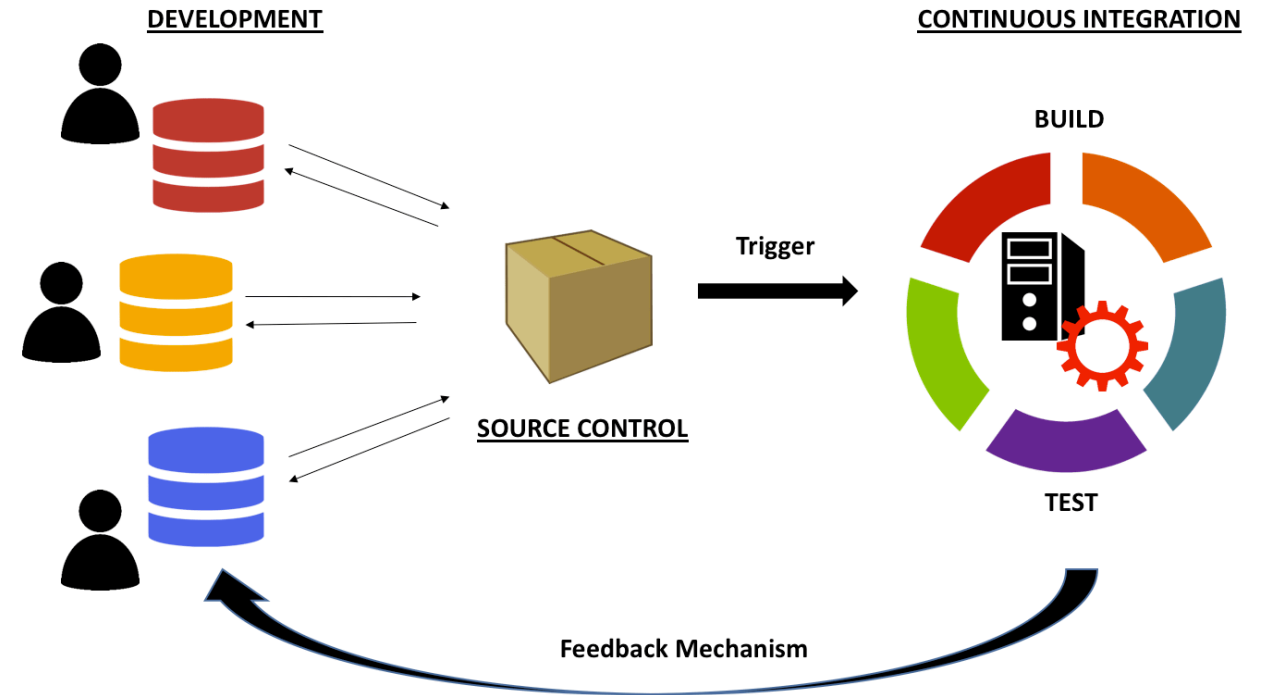 DEVELOPMENT
CONTINUOUS INTEGRATION
BUILD
Trigger
SOURCE CONTROL
TEST
Feedback Mechanism